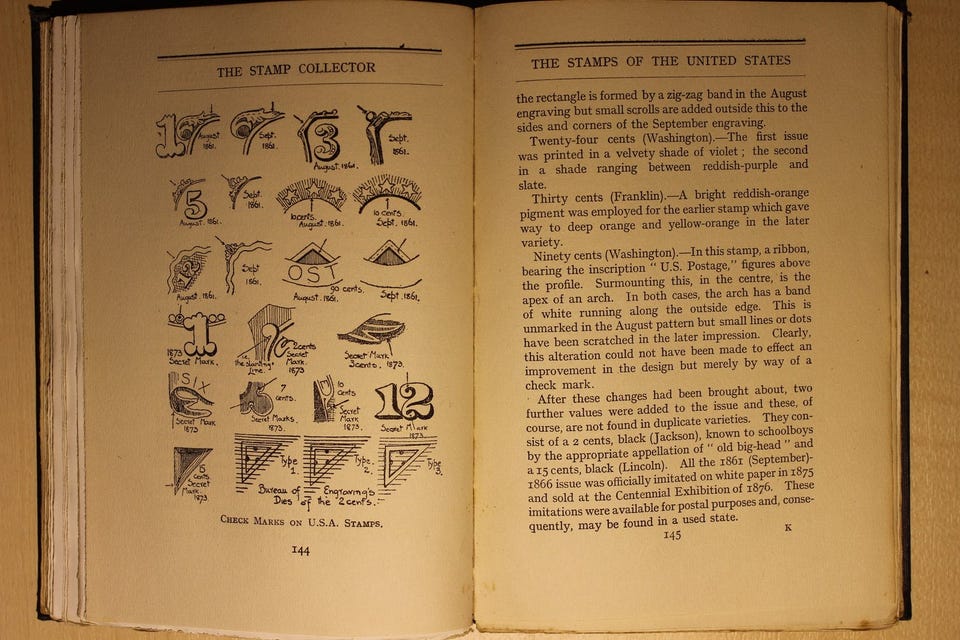 THE STAMP COLLECTOR
1
August 1861.
Sept. 1861.
3
August. 1861.
Sept. 1861.
5
August. 1861.
Sept. 1861.
10 cents.
August. 1861.
10 cents.
Sept. 1861.
August. 1861.
Sept 1861.
OST
90 cents.
August. 1861.
Sept. 1861.
1
1873
Secret Mark.
i.e.
the slanting
Line.
2 cents
Secret
Mark.
1873.
Secret Mark
3 cents. 1873.
SIX
Secret Mark
1873
7
cents.
Secret Marks.
1873.
10
Cents
Secret
Mark
1873
12
Secret Mark
1873.
5
cents
Secret
Mark.
1873
Type
1.
Type
2.
Type
3.
Bureau of Engraving's
Dies of the 2 cents.
CHECK MARKS ON U.S.A. STAMPS.
144
THE STAMPS OF THE UNITED STATES
the rectangle is formed by a zig-zag band in the August
engraving but small scrolls are added outside this to the
sides and corners of the September engraving.
Twenty-four cents (Washington).—The first issue
was printed in a velvety shade of violet ; the second
in a shade ranging between reddish-purple and
slate.
Thirty cents (Franklin).—A bright reddish-orange
pigment was employed for the earlier stamp which gave
way to deep orange and yellow-orange in the later
variety.
Ninety cents (Washington).—In this stamp, a ribbon,
bearing the inscription " U.S. Postage," figures above
the profile. Surmounting this, in the centre, is the
apex of an arch. In both cases, the arch has a band
of white running along the outside edge. This is
unmarked in the August pattern but small lines or dots
have been scratched in the later impression. Clearly,
this alteration could not have been made to effect an
improvement in the design but merely by way of a
check mark.
After these changes had been brought about, two
further values were added to the issue and these, of
course, are not found in duplicate varieties. They con-
sist of a 2 cents, black (Jackson), known to schoolboys
by the appropriate appellation of " old big-head " and
a 15 cents, black (Lincoln). All the 1861 (September)-
1866 issue was officially imitated on white paper in 1875
and sold at the Centennial Exhibition of 1876. These
imitations were available for postal purposes and, conse-
quently, may be found in a used state.
145
K